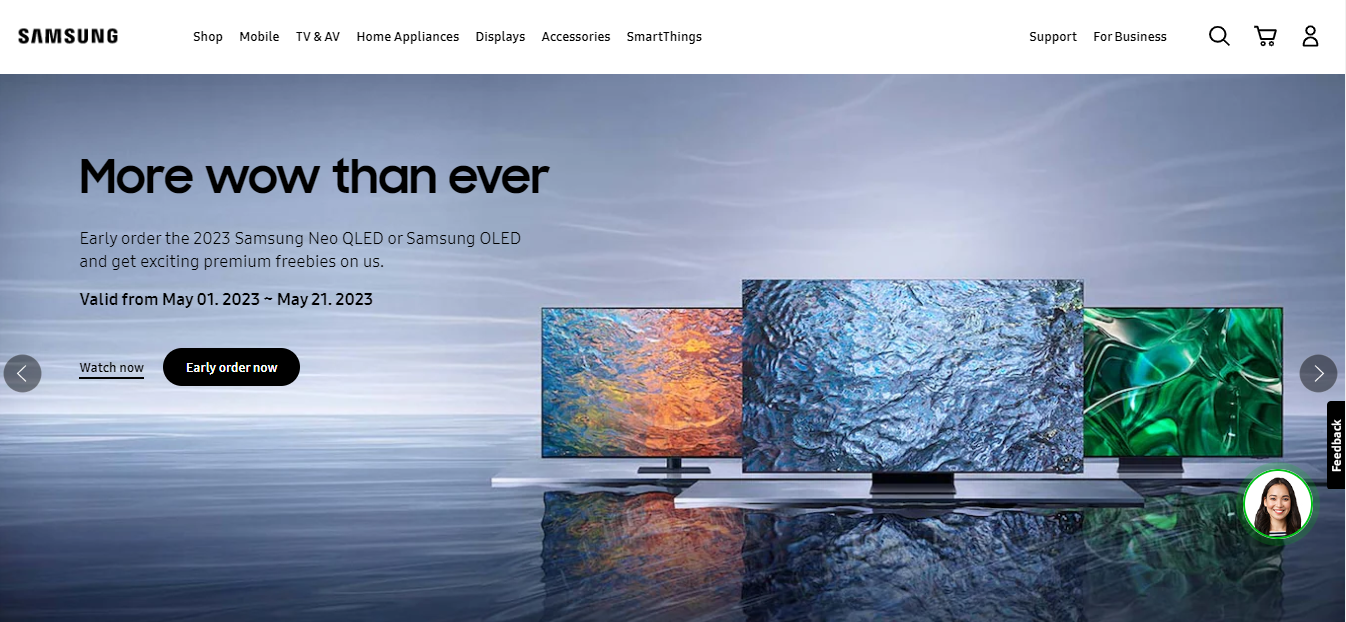 SAMSUNG
Shop Mobile TV & AV Home Appliances Displays Accessories SmartThings
Support For Business
More wow than ever
Early order the 2023 Samsung Neo QLED or Samsung OLED
and get exciting premium freebies on us.
Valid from May 01. 2023 ~ May 21. 2023
Watch now
Early order now
Feedback